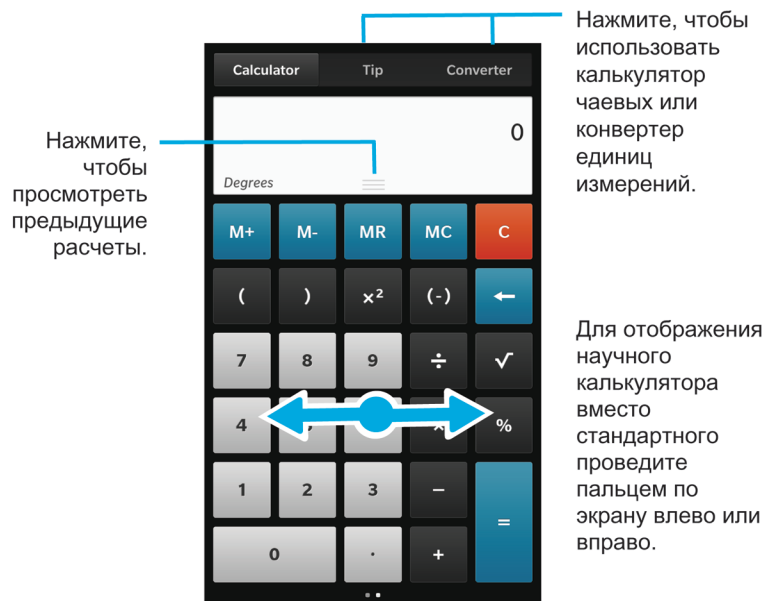 Нажмите, чтобы
использовать
калькулятор
чаевых или
конвертер
единиц
измерений.
Calculator Tip Converter
0
Degrees
Нажмите,
чтобы
просмотреть
предыдущие
расчеты.
M+ M- MR MC C
( ) x² (-) ←
7 8 9 ÷ √
4 %
1 2 3 − =
0 . +
Для отображения
научного
калькулятора
вместо
стандартного
проведите
пальцем по
экрану влево или
вправо.